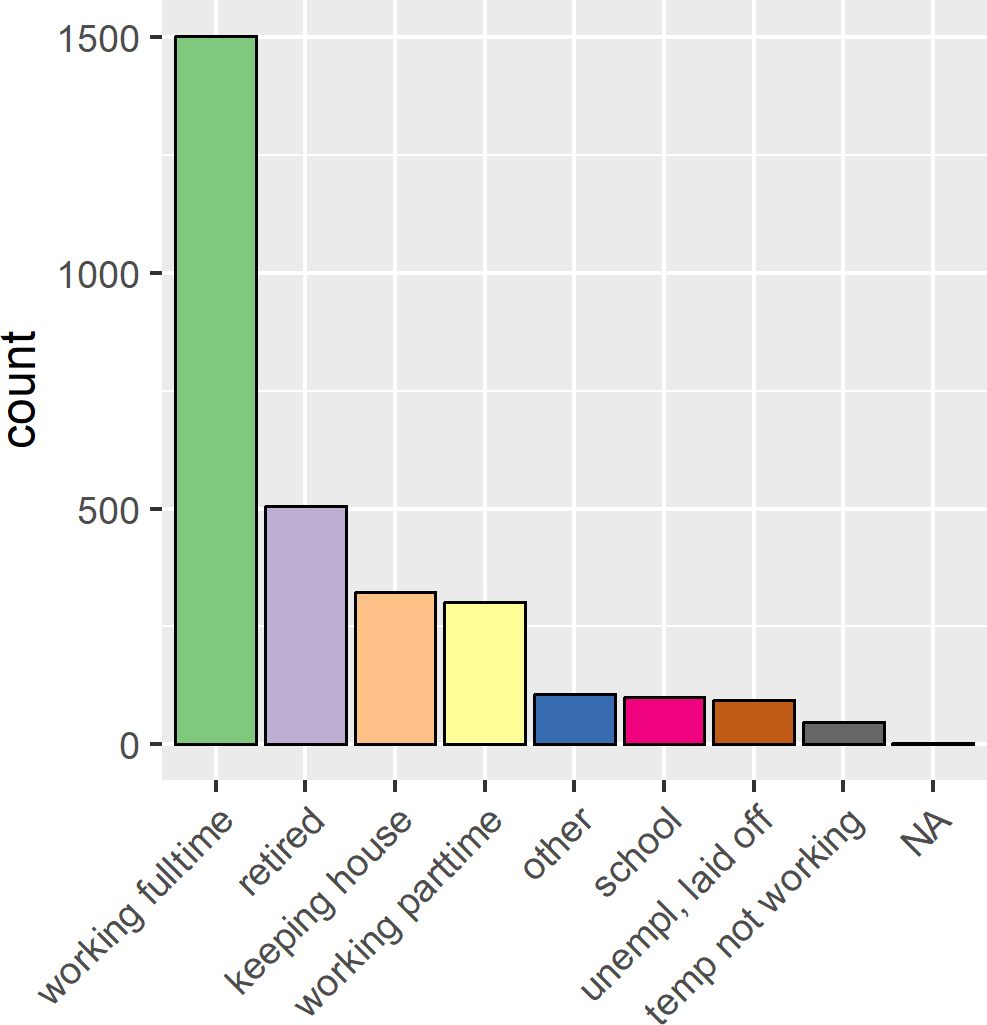 count
1500
1000
500
0
working fulltime
retired
keeping house
working parttime
other
school
unempl, laid off
temp not working
NA